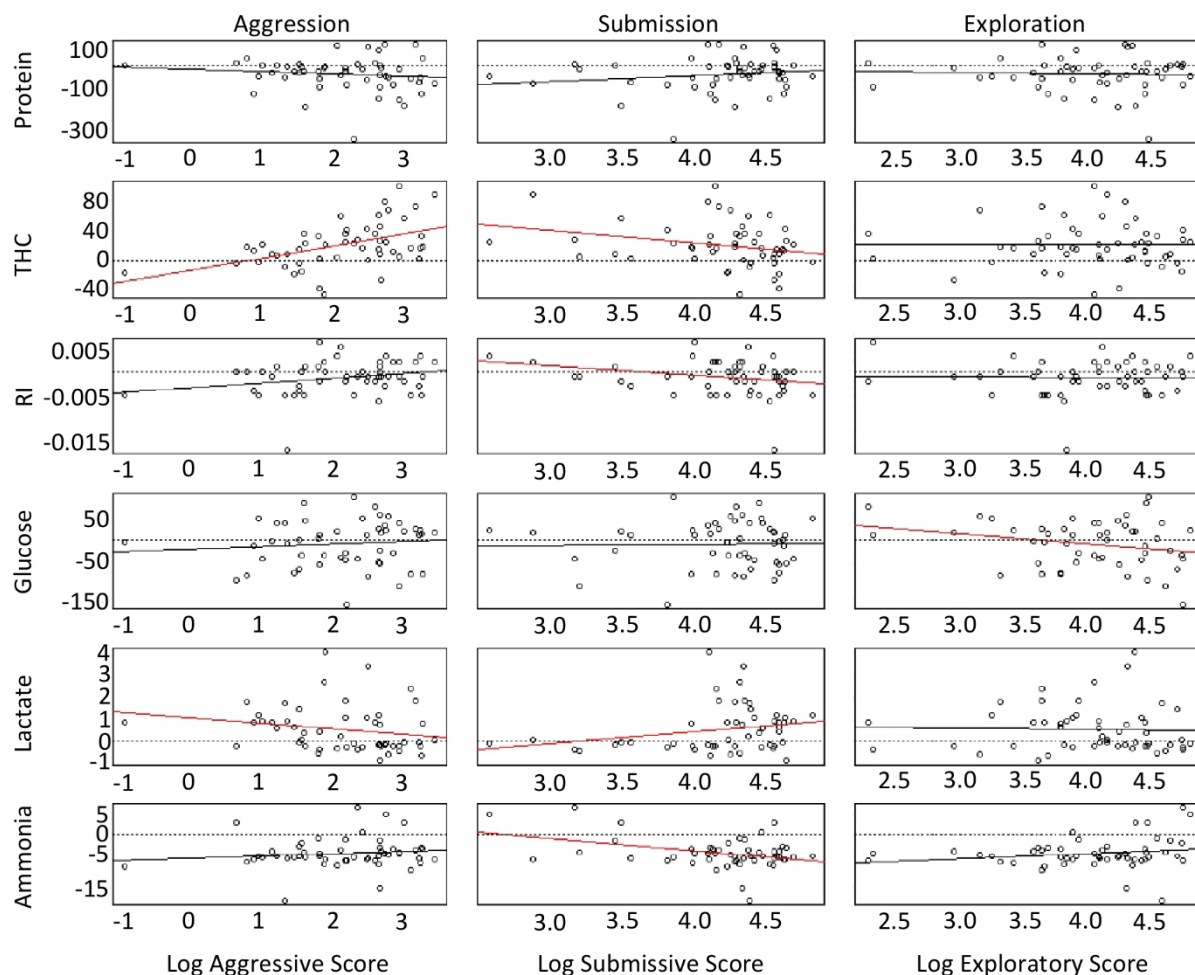 Aggression Submission Exploration
Protein
100
-100
-300
-1 0 1 2 3 3.0 3.5 4.0 4.5 2.5 3.0 3.5 4.0 4.5
THC
80
40
0
-40
-1 0 1 2 3 3.0 3.5 4.0 4.5 2.5 3.0 3.5 4.0 4.5
RI
0.005
-0.005
-0.015
-1 0 1 2 3 3.0 3.5 4.0 4.5 2.5 3.0 3.5 4.0 4.5
Glucose
50
-50
-150
-1 0 1 2 3 3.0 3.5 4.0 4.5 2.5 3.0 3.5 4.0 4.5
Lactate
4
3
2
1
0
-1
-1 0 1 2 3 3.0 3.5 4.0 4.5 2.5 3.0 3.5 4.0 4.5
Ammonia
5
0
-5
-15
-1 0 1 2 3 3.0 3.5 4.0 4.5 2.5 3.0 3.5 4.0 4.5
Log Aggressive Score Log Submissive Score Log Exploratory Score